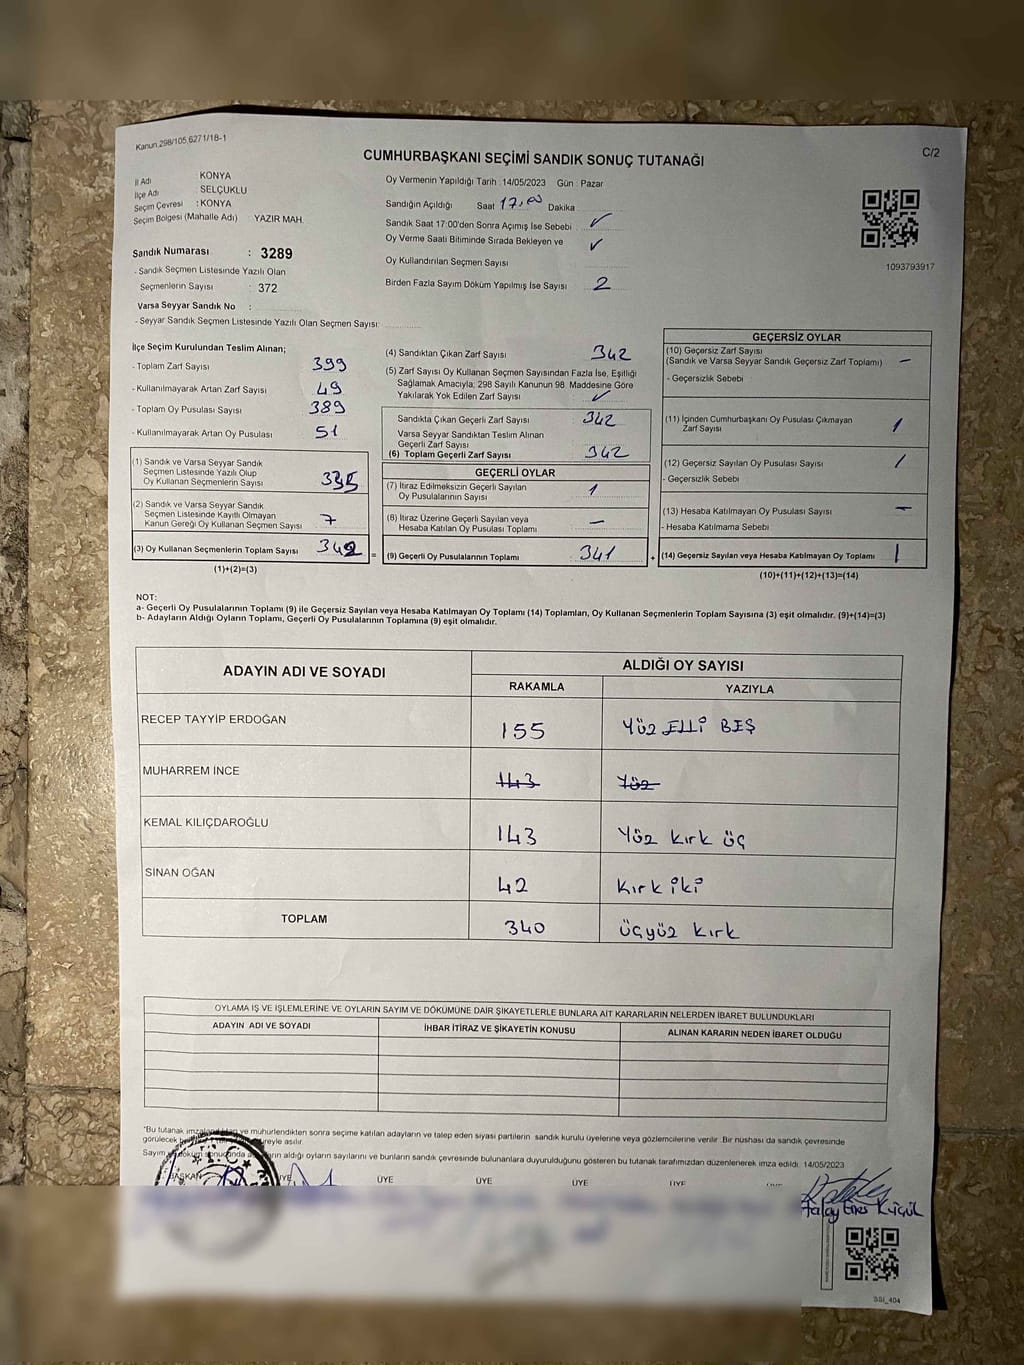 Kanun,298/105,6271/18-1
C/2
CUMHURBAŞKANI SEÇİMİ SANDIK SONUÇ TUTANAĞI
İl Adı KONYA
İlçe Adı SELÇUKLU
Seçim Çevresi : KONYA
Seçim Bölgesi (Mahalle Adı) YAZIR MAH.
Sandık Numarası : 3289
- Sandık Seçmen Listesinde Yazılı Olan
Seçmenlerin Sayısı : 372
Varsa Seyyar Sandık No :
- Seyyar Sandık Seçmen Listesinde Yazılı Olan Seçmen Sayısı:
Oy Vermenin Yapıldığı Tarih :14/05/2023 Gün : Pazar
Sandığın Açıldığı Saat 17.00 Dakika
Sandık Saat 17:00'den Sonra Açımış İse Sebebi ✓
Oy Verme Saati Bitiminde Sırada Bekleyen ve ✓
Oy Kullandırılan Seçmen Sayısı
Birden Fazla Sayım Döküm Yapılmış İse Sayısı 2
1093793917
İlçe Seçim Kurulundan Teslim Alınan;
- Toplam Zarf Sayısı 399
- Kullanılmayarak Artan Zarf Sayısı 49
- Toplam Oy Pusulası Sayısı 389
- Kullanılmayarak Artan Oy Pusulası 51
(1) Sandık ve Varsa Seyyar Sandık
Seçmen Listesinde Yazılı Olup
Oy Kullanan Seçmenlerin Sayısı 335
(2) Sandık ve Varsa Seyyar Sandık
Seçmen Listesinde Kayıtlı Olmayan
Kanun Gereği Oy Kullanan Seçmen Sayısı 7
(3) Oy Kullanan Seçmenlerin Toplam Sayısı 342 =
(1)+(2)=(3)
(4) Sandıktan Çıkan Zarf Sayısı 342
(5) Zarf Sayısı Oy Kullanan Seçmen Sayısından Fazla İse, Eşitliği
Sağlamak Amacıyla; 298 Sayılı Kanunun 98. Maddesine Göre
Yakılarak Yok Edilen Zarf Sayısı ✓
Sandıkta Çıkan Geçerli Zarf Sayısı 342
Varsa Seyyar Sandıktan Teslim Alınan
Geçerli Zarf Sayısı
(6) Toplam Geçerli Zarf Sayısı 342
GEÇERLİ OYLAR
(7) İtiraz Edilmeksizin Geçerli Sayılan
Oy Pusulalarının Sayısı 1
(8) İtiraz Üzerine Geçerli Sayılan veya
Hesaba Katılan Oy Pusulası Toplamı —
(9) Geçerli Oy Pusulalarının Toplamı 341 +
GEÇERSİZ OYLAR
(10) Geçersiz Zarf Sayısı
(Sandık ve Varsa Seyyar Sandık Geçersiz Zarf Toplamı) —
- Geçersizlik Sebebi
(11) İçinden Cumhurbaşkanı Oy Pusulası Çıkmayan
Zarf Sayısı 1
(12) Geçersiz Sayılan Oy Pusulası Sayısı /
- Geçersizlik Sebebi
(13) Hesaba Katılmayan Oy Pusulası Sayısı —
- Hesaba Katılmama Sebebi
(14) Geçersiz Sayılan veya Hesaba Katılmayan Oy Toplamı 1
(10)+(11)+(12)+(13)=(14)
NOT:
a- Geçerli Oy Pusulalarının Toplamı (9) ile Geçersiz Sayılan veya Hesaba Katılmayan Oy Toplamı (14) Toplamları, Oy Kullanan Seçmenlerin Toplam Sayısına (3) eşit olmalıdır. (9)+(14)=(3)
b- Adayların Aldığı Oyların Toplamı, Geçerli Oy Pusulalarının Toplamına (9) eşit olmalıdır.
ADAYIN ADI VE SOYADI ALDIĞI OY SAYISI
RAKAMLA YAZIYLA
RECEP TAYYİP ERDOĞAN 155 Yüz ELLİ BEŞ
MUHARREM İNCE 143 Yüz
KEMAL KILIÇDAROĞLU 143 Yüz kırk üç
SİNAN OĞAN 42 kırk iki
TOPLAM 340 üçyüz kırk
OYLAMA İŞ VE İŞLEMLERİNE VE OYLARIN SAYIM VE DÖKÜMÜNE DAİR ŞİKAYETLERLE BUNLARA AİT KARARLARIN NELERDEN İBARET BULUNDUKLARI
ADAYIN ADI VE SOYADI İHBAR İTİRAZ VE ŞİKAYETİN KONUSU ALINAN KARARIN NEDEN İBARET OLDUĞU
"Bu tutanak ve mühürlendikten sonra seçime katılan adayların ve talep eden siyasi partilerin sandık kurulu üyelerine veya gözlemcilerine verilir. Bir nüshası da sandık çevresinde
görülecek süreyle asılır.
Sayım döküm sonucunda aldığı oyların sayılarını ve bunların sandık çevresinde bulunanlara duyurulduğunu gösteren bu tutanak tarafımızdan düzenlenerek imza edildi. 14/05/2023
BAŞKAN ÜYE ÜYE ÜYE ÜYE ÜYE
T.C.
SSI_404